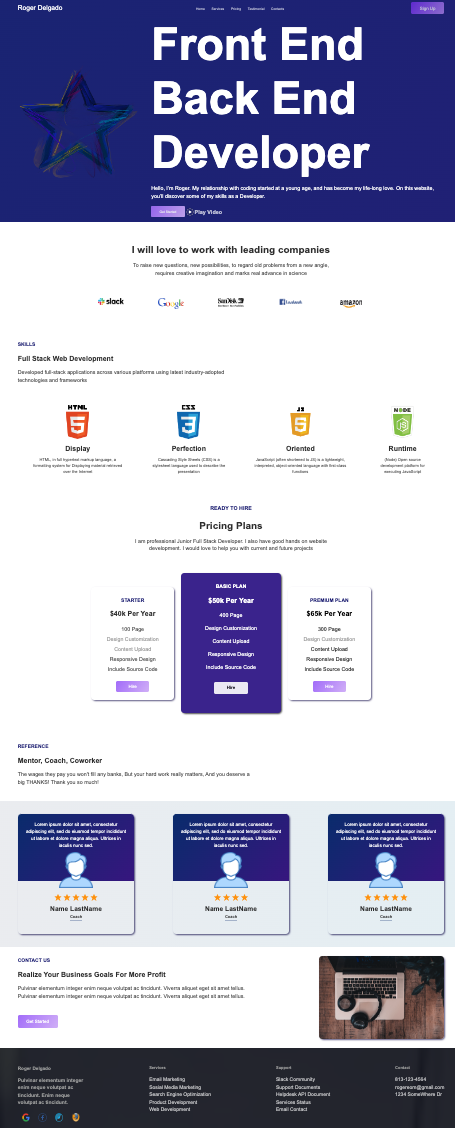 Roger Delgado
Home Services Pricing Testimonial Contacts
Sign Up
Front End
Back End
Developer
Hello, I'm Roger. My relationship with coding started at a young age, and has become my life-long love. On this website,
you'll discover some of my skills as a Developer.
Get Started Play Video
I will love to work with leading companies
To raise new questions, new possibilities, to regard old problems from a new angle,
requires creative imagination and marks real advance in science
slack Google SanDisk facebook amazon
SKILLS
Full Stack Web Development
Developed full-stack applications across various platforms using latest industry-adopted
technologies and frameworks
HTML 5 CSS 3 JS 5 NODE JS
Display
HTML, in full hypertext markup language, a
formatting system for Displaying material retrieved
over the Internet
Perfection
Cascading Style Sheets (CSS) is a
stylesheet language used to describe the
presentation
Oriented
JavaScript (often shortened to JS) is a lightweight,
interpreted, object-oriented language with first-class
functions
Runtime
(Node) Open source
development platform for
executing JavaScript
READY TO HIRE
Pricing Plans
I am professional Junior Full Stack Developer. I also have good hands on website
development. I would love to help you with current and future projects
STARTER
$40k Per Year
100 Page
Design Customization
Content Upload
Responsive Design
Include Source Code
Hire
BASIC PLAN
$50k Per Year
400 Page
Design Customization
Content Upload
Responsive Design
Include Source Code
Hire
PREMIUM PLAN
$65k Per Year
300 Page
Design Customization
Content Upload
Responsive Design
Include Source Code
Hire
REFERENCE
Mentor, Coach, Coworker
The wages they pay you won't fill any banks, But your hard work really matters, And you deserve a
big THANKS! Thank you so much!
Lorem ipsum dolor sit amet, consectetur
adipiscing elit, sed do eiusmod tempor incididunt
ut labore et dolore magna aliqua. Ultrices in
iaculis nunc sed.
Name LastName
Coach
Lorem ipsum dolor sit amet, consectetur
adipiscing elit, sed do eiusmod tempor incididunt
ut labore et dolore magna aliqua. Ultrices in
iaculis nunc sed.
Name LastName
Coach
Lorem ipsum dolor sit amet, consectetur
adipiscing elit, sed do eiusmod tempor incididunt
ut labore et dolore magna aliqua. Ultrices in
iaculis nunc sed.
Name LastName
Coach
CONTACT US
Realize Your Business Goals For More Profit
Pulvinar elementum integer enim neque volutpat ac tincidunt. Viverra aliquet eget sit amet tellus.
Pulvinar elementum integer enim neque volutpat ac tincidunt. Viverra aliquet eget sit amet tellus.
Get Started
Roger Delgado
Pulvinar elementum integer
enim neque volutpat ac
tincidunt. Enim neque
volutpat ac tincidunt.
Services
Email Marketing
Social Media Marketing
Search Engine Optimization
Product Development
Web Development
Support
Slack Community
Support Documents
Helpdesk API Document
Services Status
Email Contact
Contact
813-123-4564
rogersom@gmail.com
1234 SomeWhere Dr